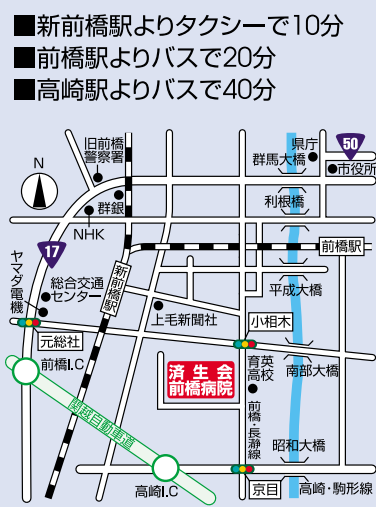 ■新前橋駅よりタクシーで10分
■前橋駅よりバスで20分
■高崎駅よりバスで40分
旧前橋
警察署
県庁
50
群馬大橋
市役所
N
群銀
利根橋
NHK
17
前橋駅
ヤマダ電機
総合交通
センター
新前橋駅
平成大橋
上毛新聞社
小相木
元総社
前橋I.C
済生会
前橋病院
育英
高校
南部大橋
関越自動車道
前橋・長瀞線
昭和大橋
高崎I.C
京目
高崎・駒形線